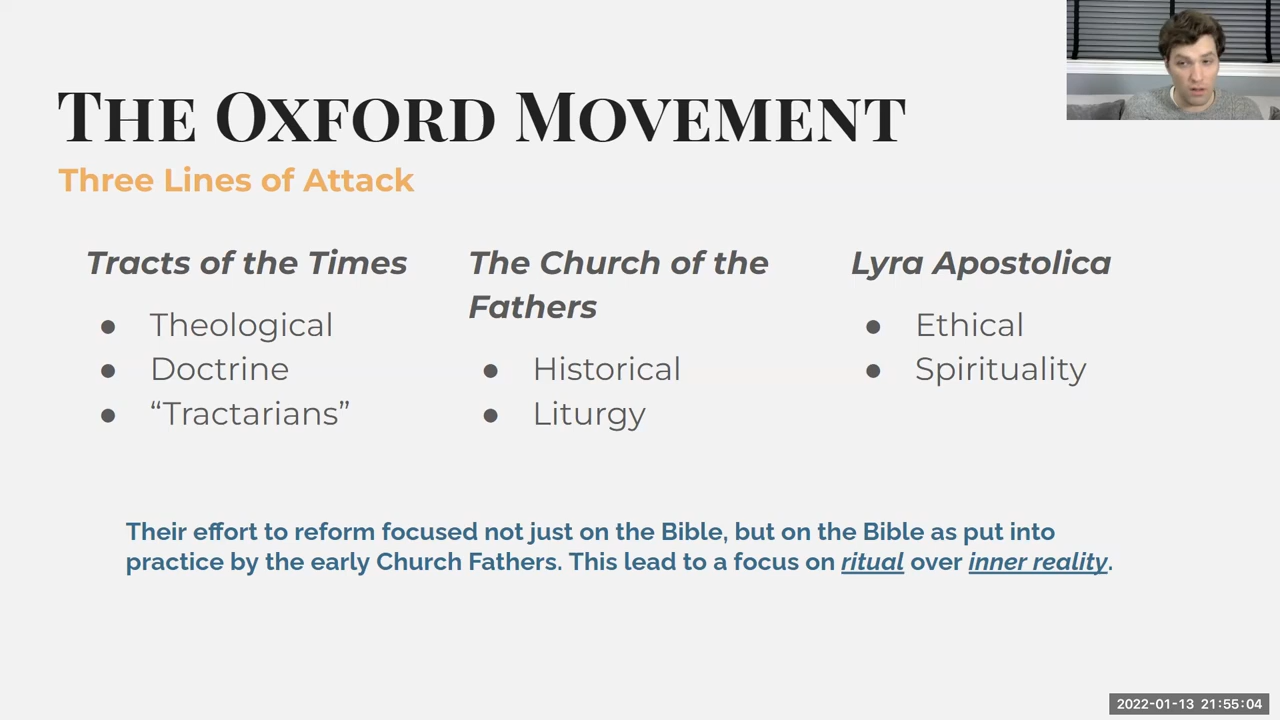 The Oxford Movement
Three Lines of Attack
Tracts of the Times
● Theological
● Doctrine
● “Tractarians”
The Church of the
Fathers
● Historical
● Liturgy
Lyra Apostolica
● Ethical
● Spirituality
Their effort to reform focused not just on the Bible, but on the Bible as put into
practice by the early Church Fathers. This lead to a focus on ritual over inner reality.
2022-01-13 21:55:04